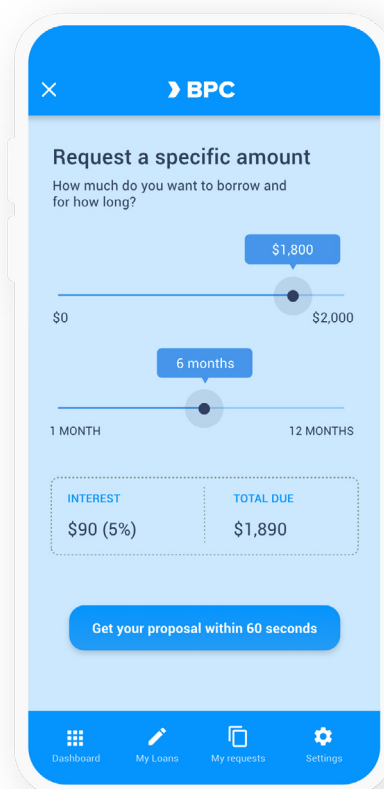 BPC
Request a specific amount
How much do you want to borrow and
for how long?
$1,800
$0
$2,000
6 months
1 MONTH
12 MONTHS
INTEREST
TOTAL DUE
$90 (5%)
$1,890
Get your proposal within 60 seconds
Dashboard
My Loans
My requests
Settings